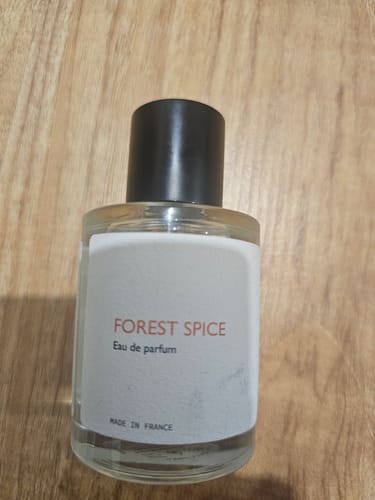 FOREST SPICE
Eau de parfum
MADE IN FRANCE